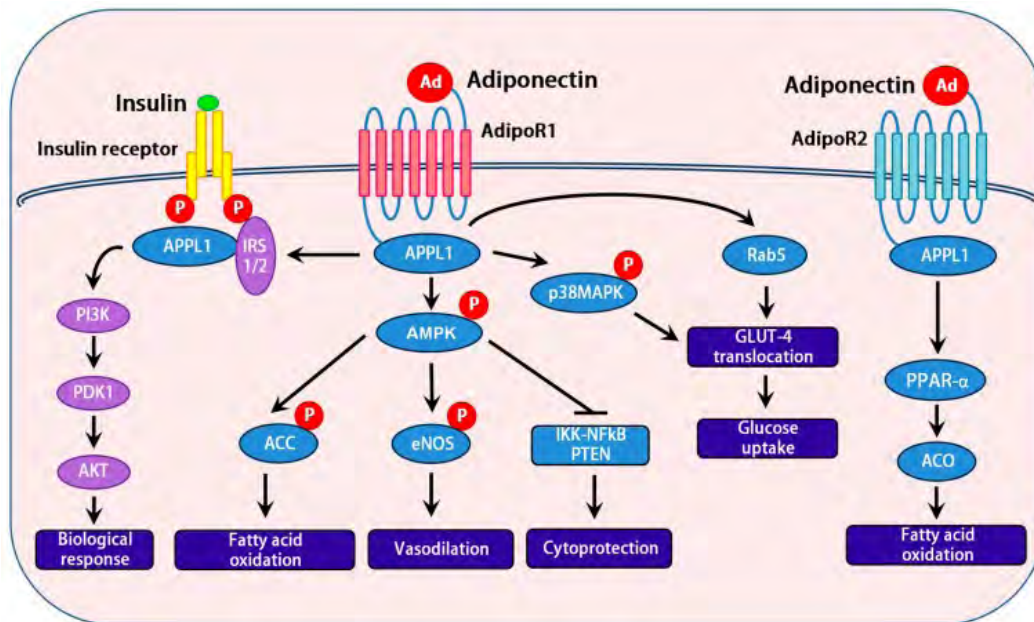 Insulin
Insulin receptor
P
P
APPL1
IRS
1/2
PI3K
PDK1
AKT
Biological
response
Ad
Adiponectin
AdipoR1
APPL1
P
AMPK
P
ACC
Fatty acid
oxidation
P
eNOS
Vasodilation
IKK-NFkB
PTEN
Cytoprotection
P
p38MAPK
Rab5
GLUT-4
translocation
Glucose
uptake
Adiponectin
Ad
AdipoR2
APPL1
PPAR-α
ACO
Fatty acid
oxidation